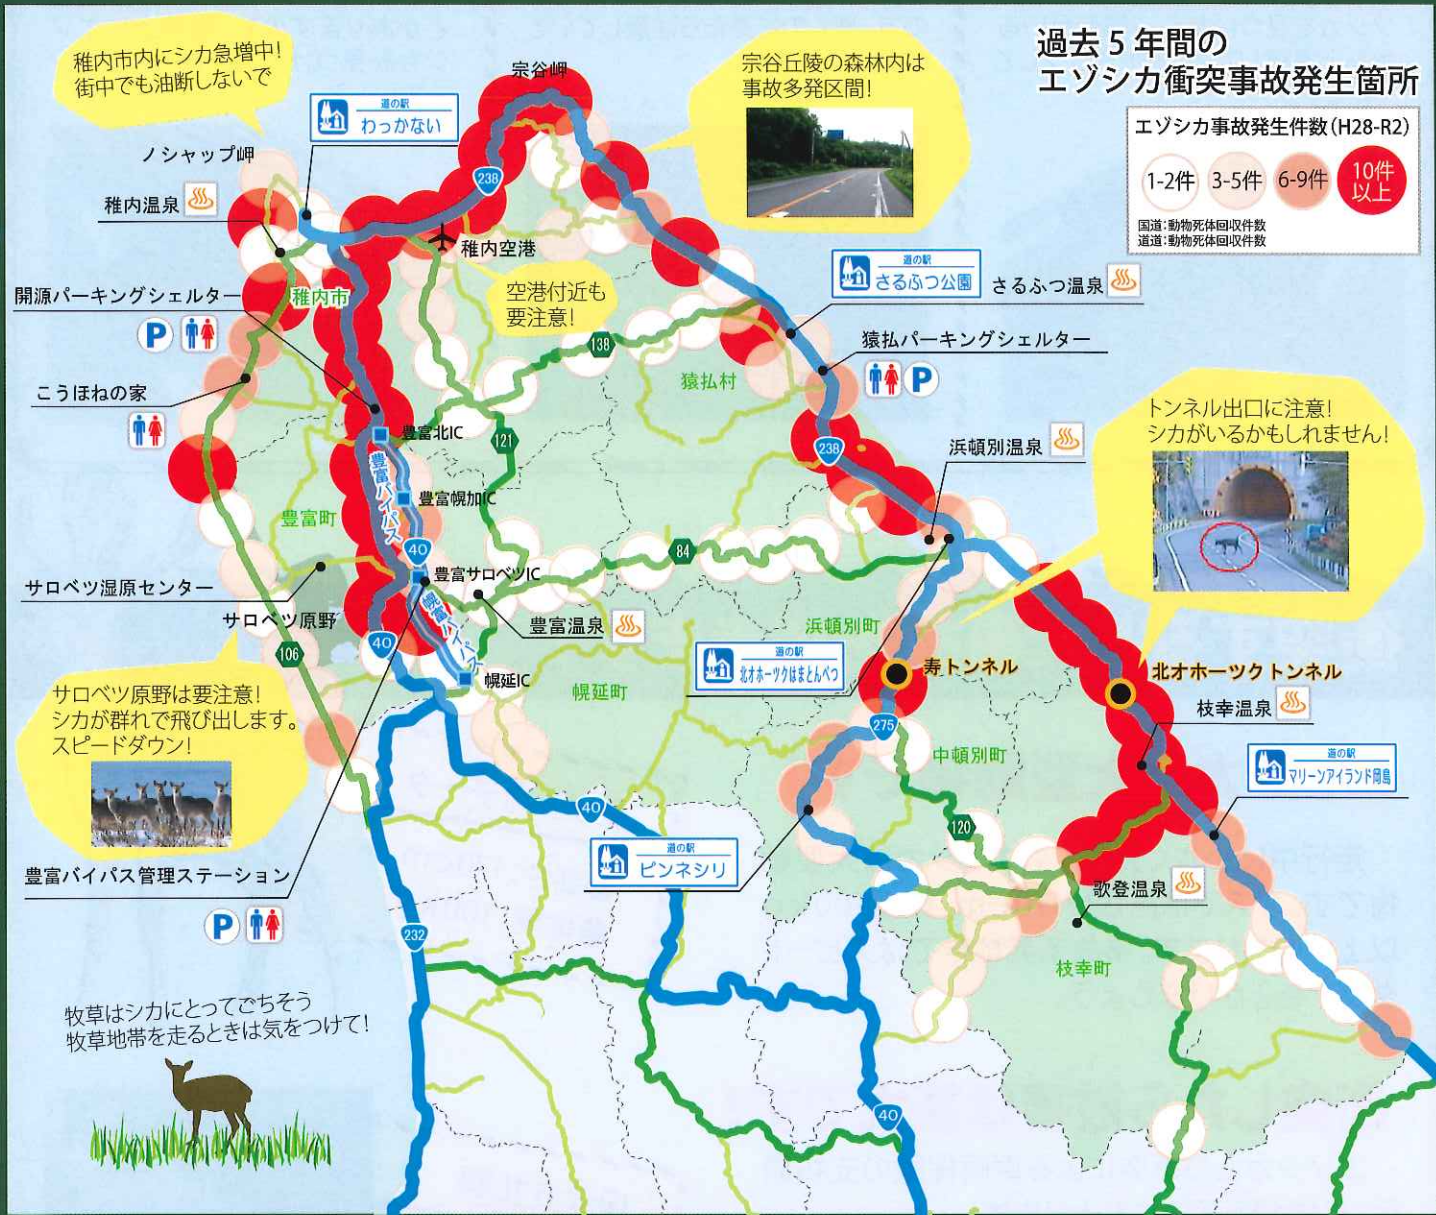 過去5年間の
エゾシカ衝突事故発生箇所
エゾシカ事故発生件数(H28-R2)
1-2件
3-5件
6-9件
10件
以上
国道:動物死体回収件数
道道:動物死体回収件数
稚内市内にシカ急増中!
街中でも油断しないで
道の駅
わっかない
宗谷岬
宗谷丘陵の森林内は
事故多発区間!
ノシャップ岬
稚内温泉
238
稚内空港
空港付近も
要注意!
道の駅
さるふつ公園
さるふつ温泉
開源パーキングシェルター
P
稚内市
138
猿払村
猿払パーキングシェルター
P
こうほねの家
豊富北IC
121
238
浜頓別温泉
トンネル出口に注意!
シカがいるかもしれません!
豊富バイパス
豊富幌加IC
豊富町
40
84
豊富サロベツIC
サロベツ湿原センター
サロベツ原野
幌富バイパス
豊富温泉
浜頓別町
40
106
道の駅
北オホーツクはまとんべつ
寿トンネル
北オホーツクトンネル
幌延IC
幌延町
枝幸温泉
サロベツ原野は要注意!
シカが群れで飛び出します。
スピードダウン!
275
中頓別町
道の駅
マリーンアイランド岡島
40
120
道の駅
ピンネシリ
豊富バイパス管理ステーション
P
歌登温泉
232
枝幸町
牧草はシカにとってごちそう
牧草地帯を走るときは気をつけて!
40